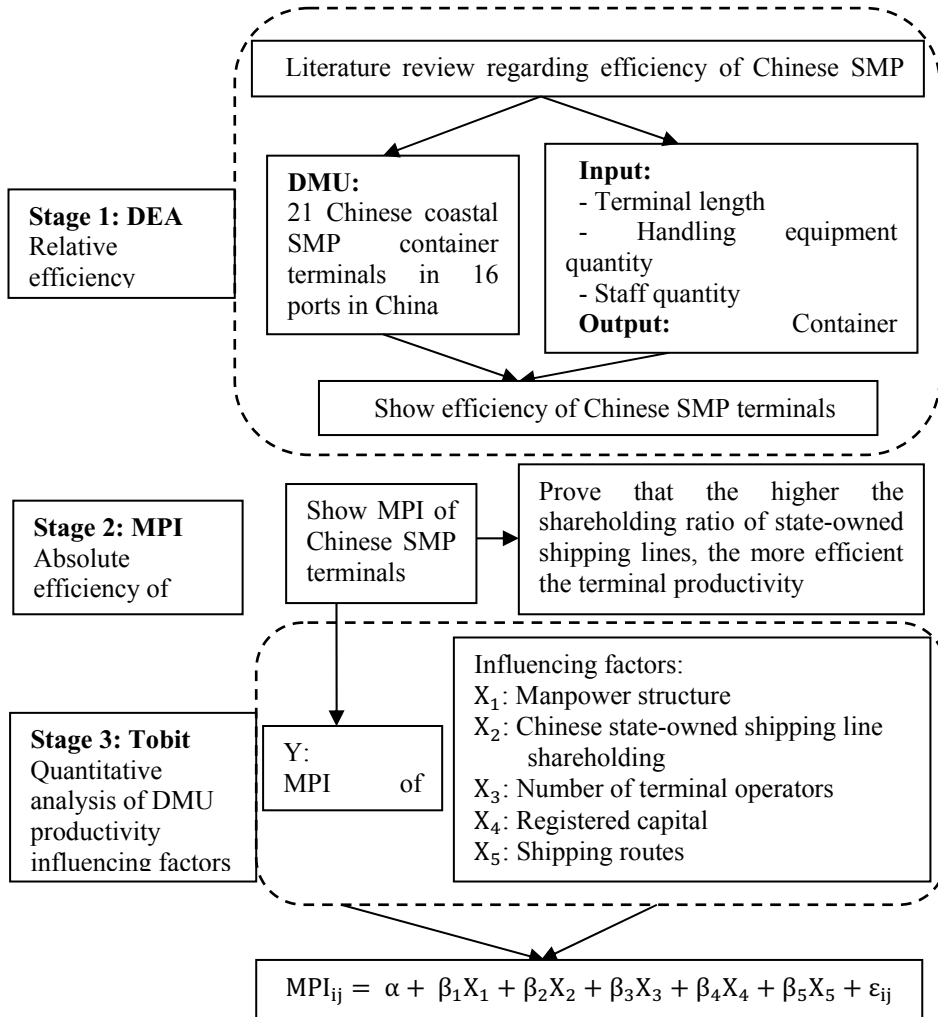 Literature review regarding efficiency of Chinese SMP
Stage 1: DEA
Relative
efficiency
DMU:
21 Chinese coastal
SMP container
terminals in 16
ports in China
Input:
- Terminal length
- Handling equipment
quantity
- Staff quantity
Output: Container
Show efficiency of Chinese SMP terminals
Stage 2: MPI
Absolute
efficiency of
Show MPI of
Chinese SMP
terminals
Prove that the higher the
shareholding ratio of state-owned
shipping lines, the more efficient
the terminal productivity
Stage 3: Tobit
Quantitative
analysis of DMU
productivity
influencing factors
Y:
MPI of
Influencing factors:
X₁: Manpower structure
X₂: Chinese state-owned shipping line
shareholding
X₃: Number of terminal operators
X₄: Registered capital
X₅: Shipping routes
MPIᵢⱼ = α + β₁X₁ + β₂X₂ + β₃X₃ + β₄X₄ + β₅X₅ + εᵢⱼ